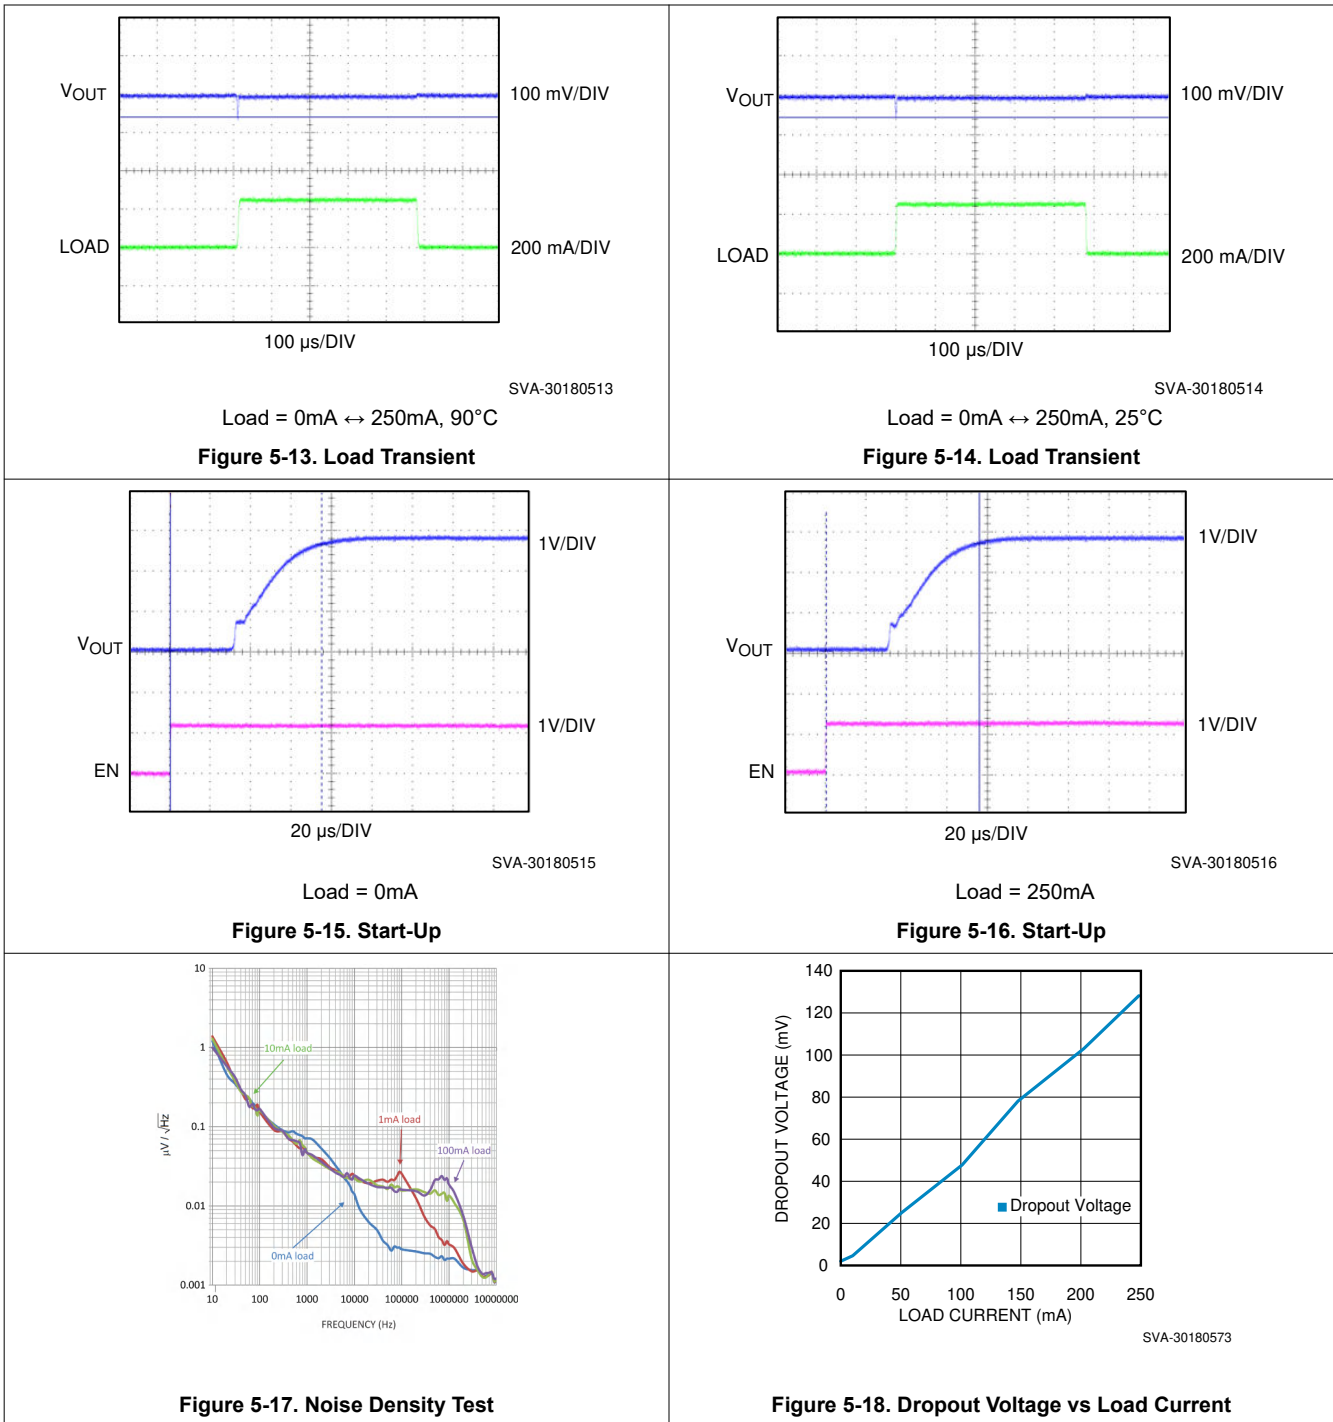 VOUT
100 mV/DIV
LOAD
200 mA/DIV
100 µs/DIV
SVA-30180513
Load = 0mA ↔ 250mA, 90°C
Figure 5-13. Load Transient
VOUT
100 mV/DIV
LOAD
200 mA/DIV
100 µs/DIV
SVA-30180514
Load = 0mA ↔ 250mA, 25°C
Figure 5-14. Load Transient
1V/DIV
VOUT
1V/DIV
EN
20 µs/DIV
SVA-30180515
Load = 0mA
Figure 5-15. Start-Up
1V/DIV
VOUT
1V/DIV
EN
20 µs/DIV
SVA-30180516
Load = 250mA
Figure 5-16. Start-Up
10
1
0.1
0.01
0.001
µV / √Hz
10mA load
1mA load
100mA load
0mA load
10 100 1000 10000 100000 1000000 10000000
FREQUENCY (Hz)
Figure 5-17. Noise Density Test
140
120
100
80
60
40
20
0
DROPOUT VOLTAGE (mV)
Dropout Voltage
0 50 100 150 200 250
LOAD CURRENT (mA)
SVA-30180573
Figure 5-18. Dropout Voltage vs Load Current